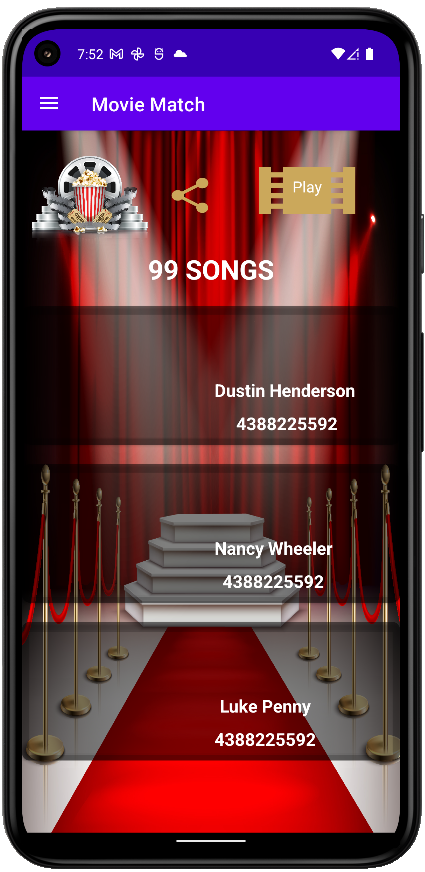 7:52
Movie Match
Play
99 SONGS
Dustin Henderson
4388225592
Nancy Wheeler
4388225592
Luke Penny
4388225592